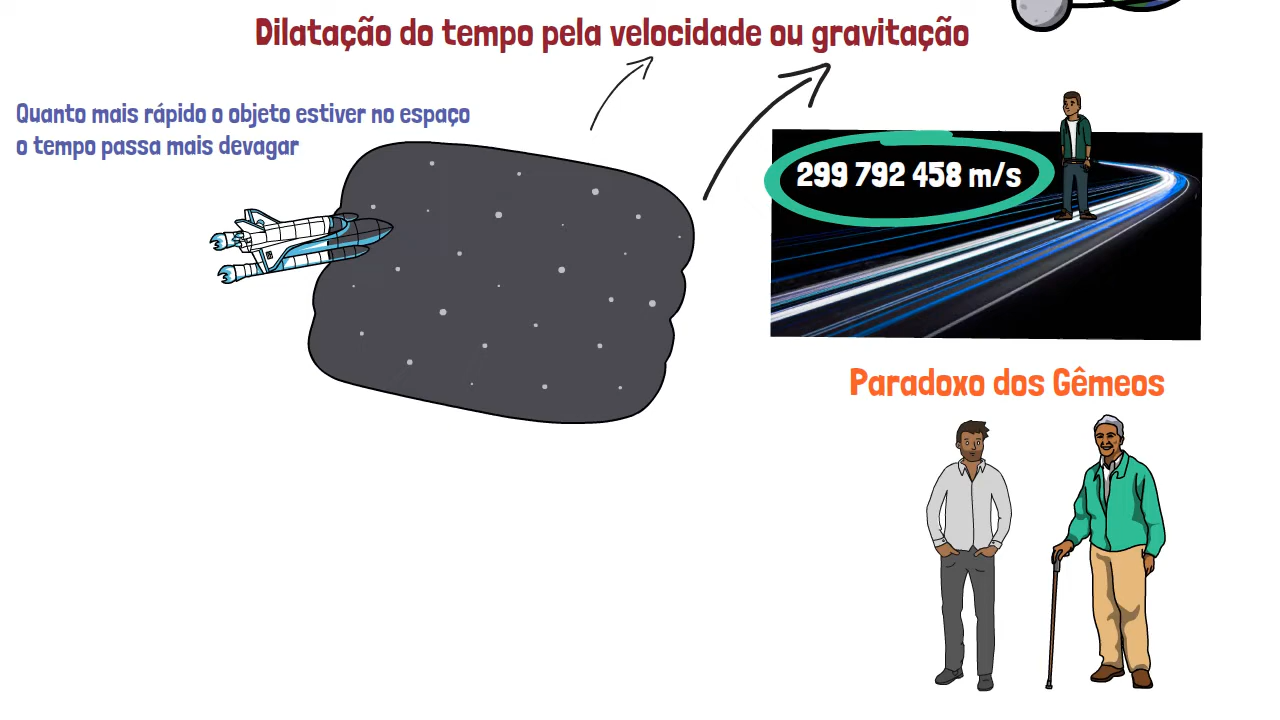 Dilatação do tempo pela velocidade ou gravitação
Quanto mais rápido o objeto estiver no espaço
o tempo passa mais devagar
299 792 458 m/s
Paradoxo dos Gêmeos